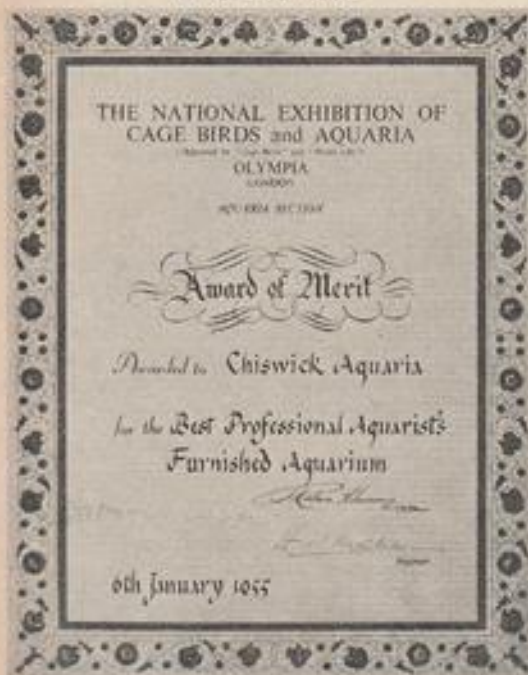 THE NATIONAL EXHIBITION OF
CAGE BIRDS and AQUARIA
OLYMPIA
LONDON
AQUARIA SECTION
Award of Merit
Awarded to Chiswick Aquaria
for the Best Professional Aquarist's
Furnished Aquarium
6th January 1955